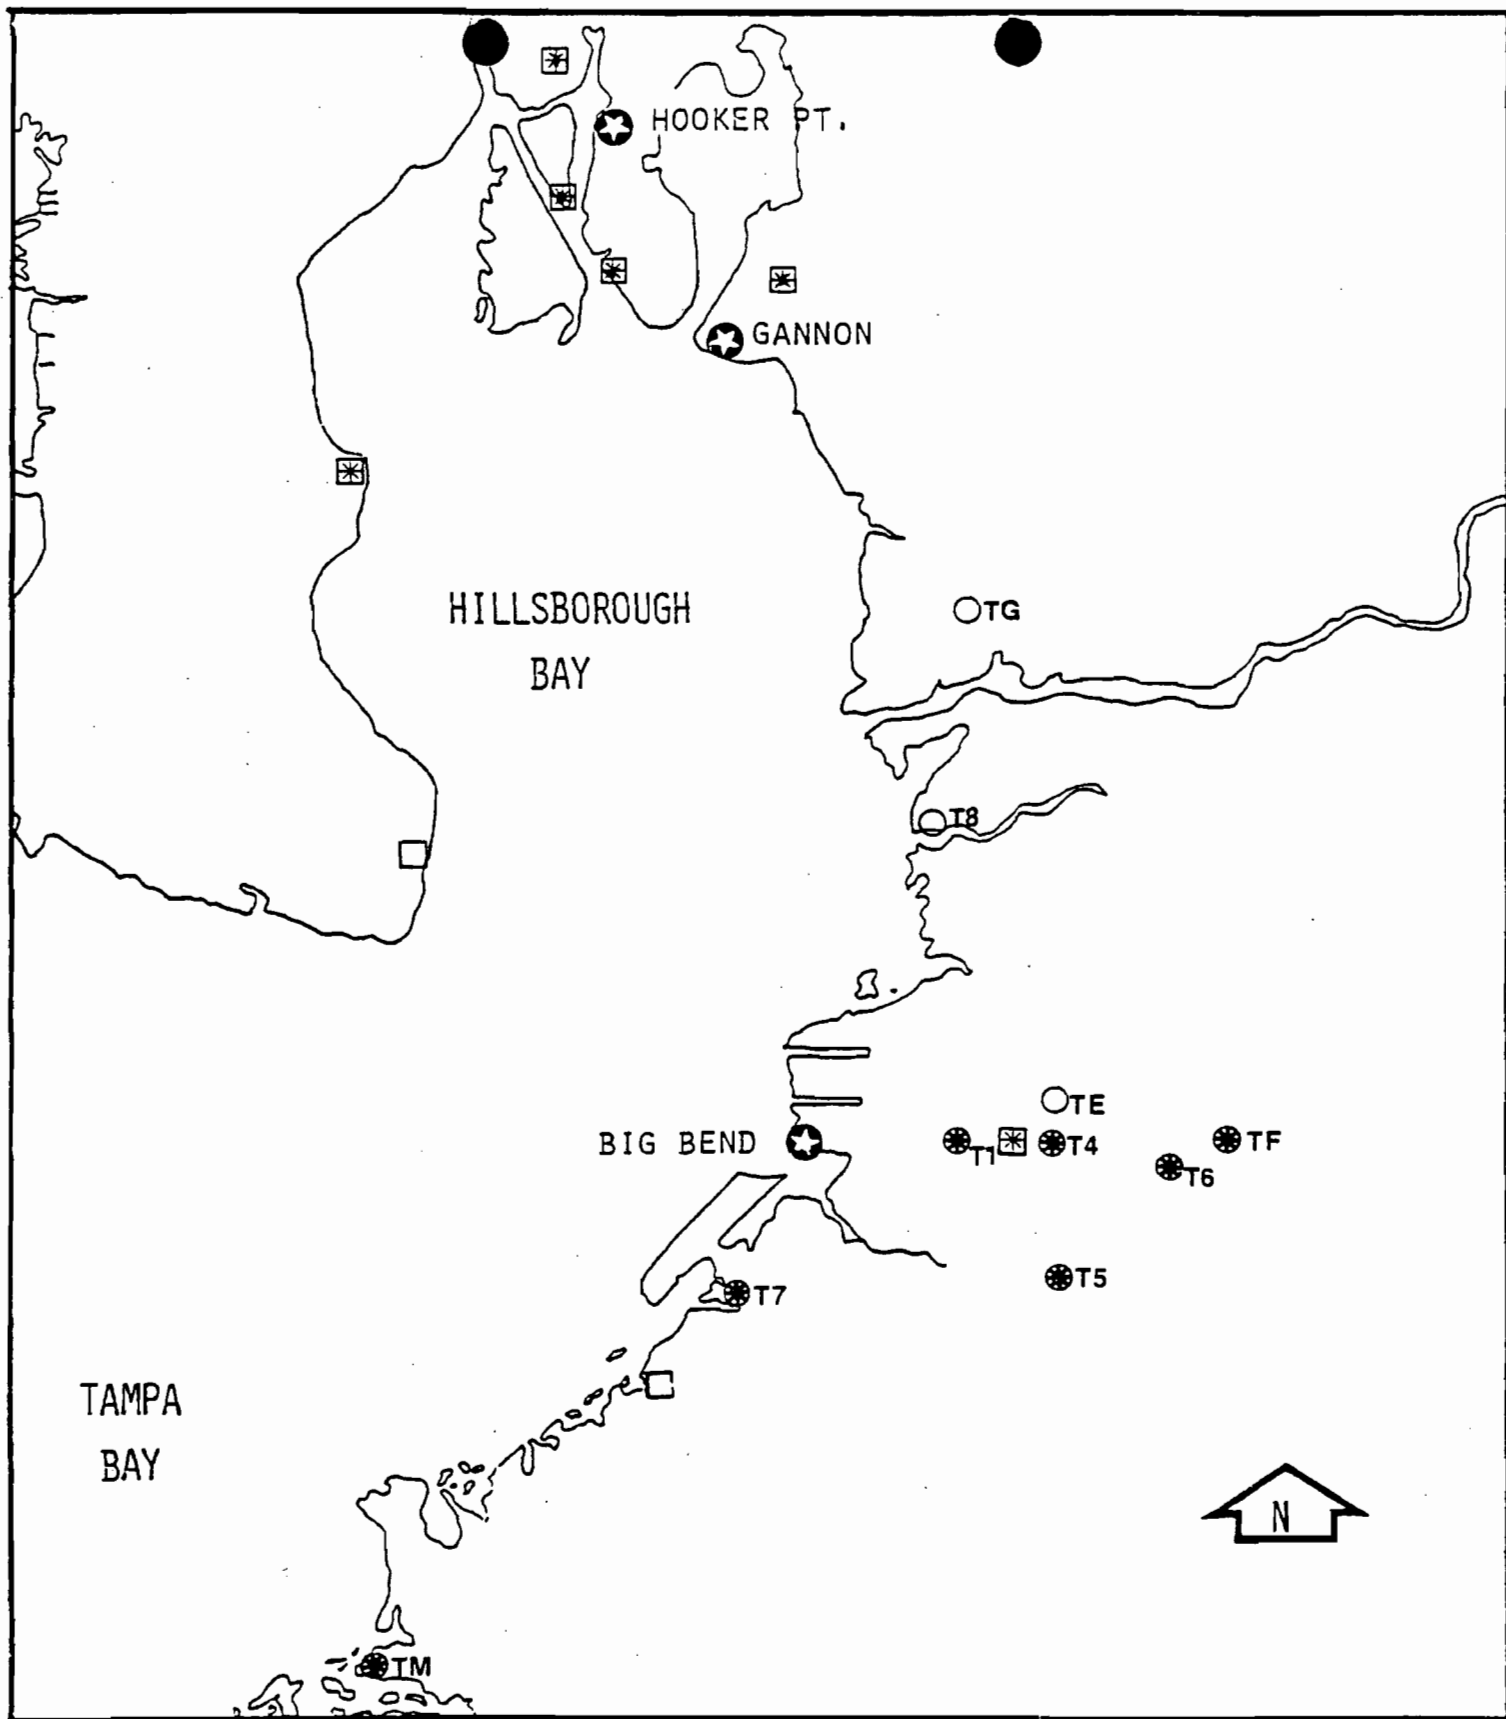 HOOKER PT.
GANNON
HILLSBOROUGH
BAY
TG
T8
TE
BIG BEND
T1
T4
T6
TF
T5
T7
TAMPA
BAY
N
TM